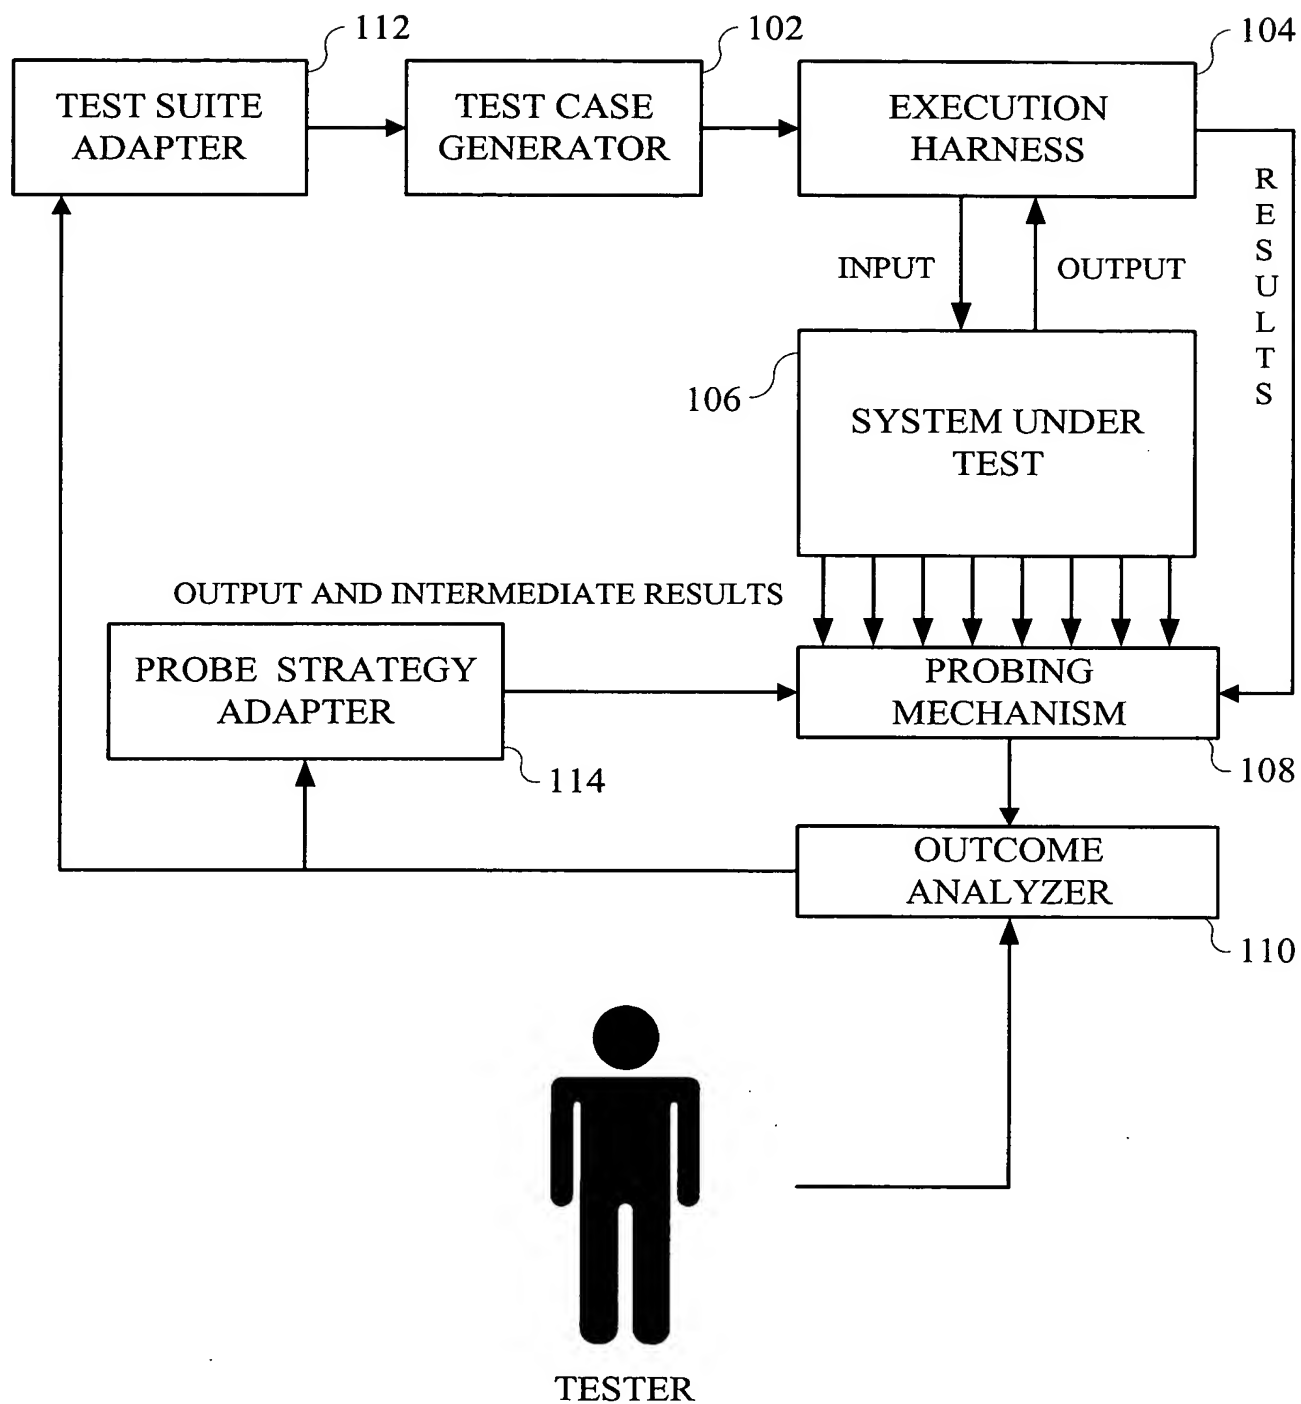 112
102
104
TEST SUITE
ADAPTER
TEST CASE
GENERATOR
EXECUTION
HARNESS
RESULTS
INPUT
OUTPUT
106
SYSTEM UNDER
TEST
OUTPUT AND INTERMEDIATE RESULTS
PROBE STRATEGY
ADAPTER
PROBING
MECHANISM
114
108
OUTCOME
ANALYZER
110
TESTER